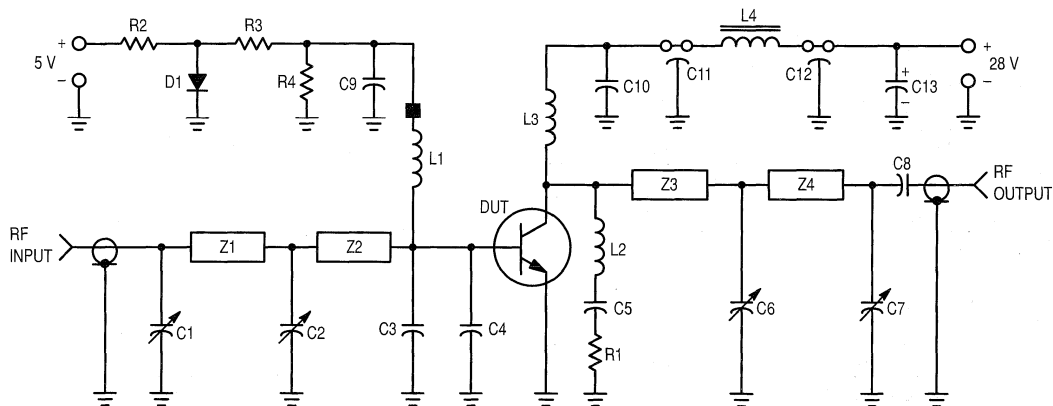 L4
R2
R3
+
5 V
–
D1
R4
C9
C10
C11
C12
+
C13
–
+
28 V
–
L3
L1
C8
RF
OUTPUT
Z3
Z4
DUT
RF
INPUT
Z1
Z2
L2
C1
C2
C3
C4
C5
C6
C7
R1